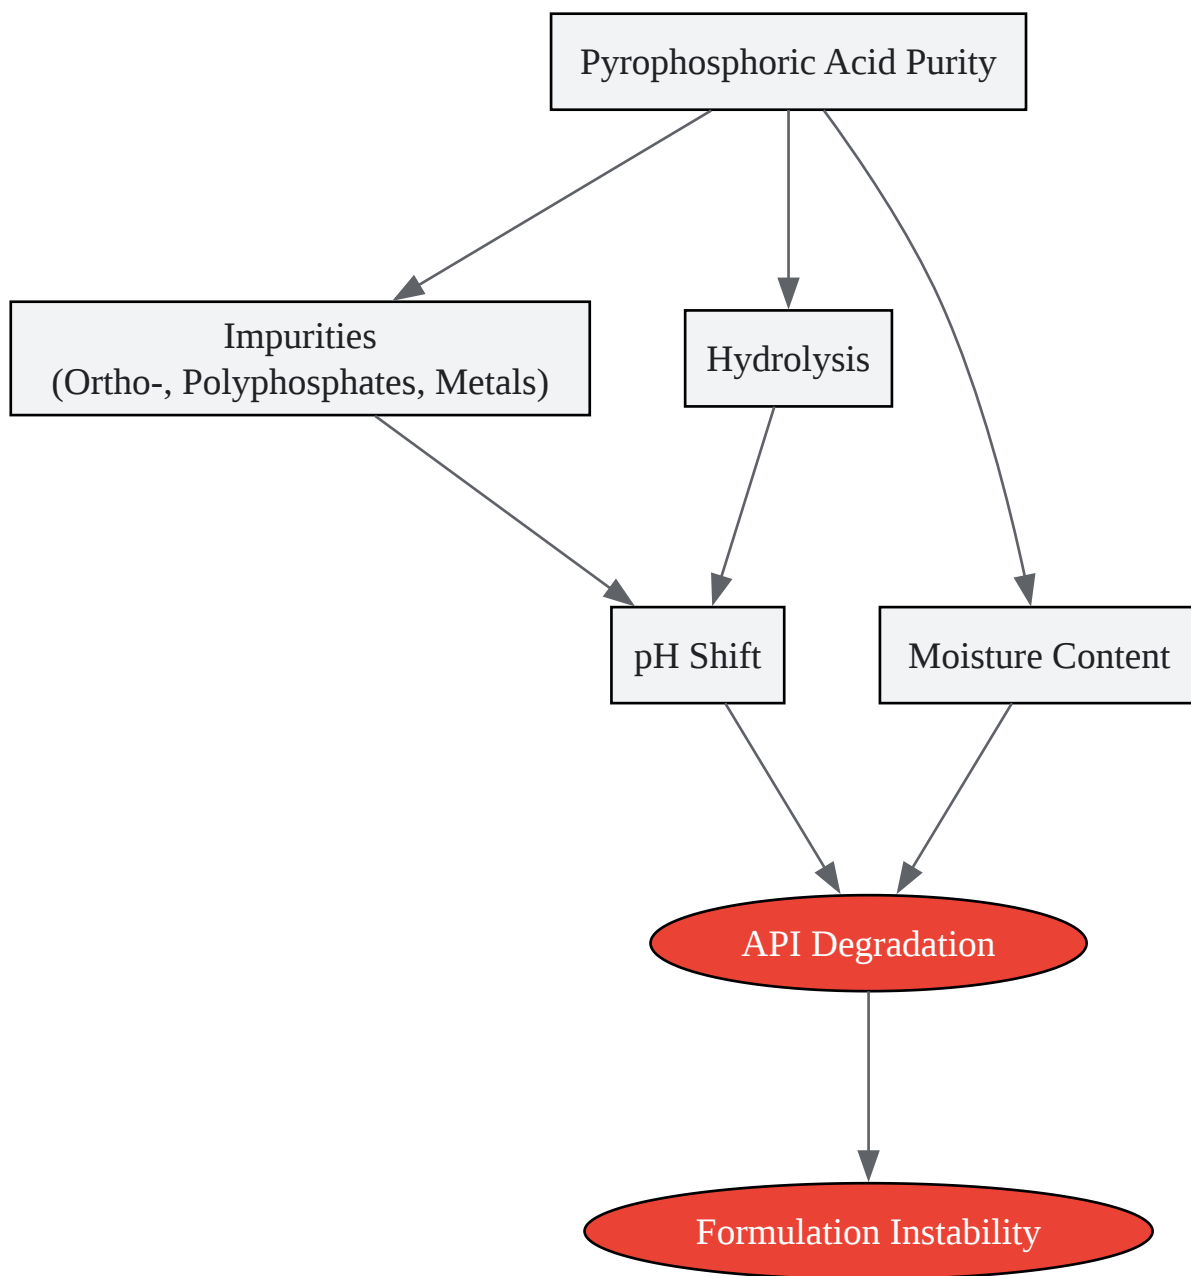 Pyrophosphoric Acid Purity
Impurities
(Ortho-, Polyphosphates, Metals)
Hydrolysis
pH Shift
Moisture Content
API Degradation
Formulation Instability